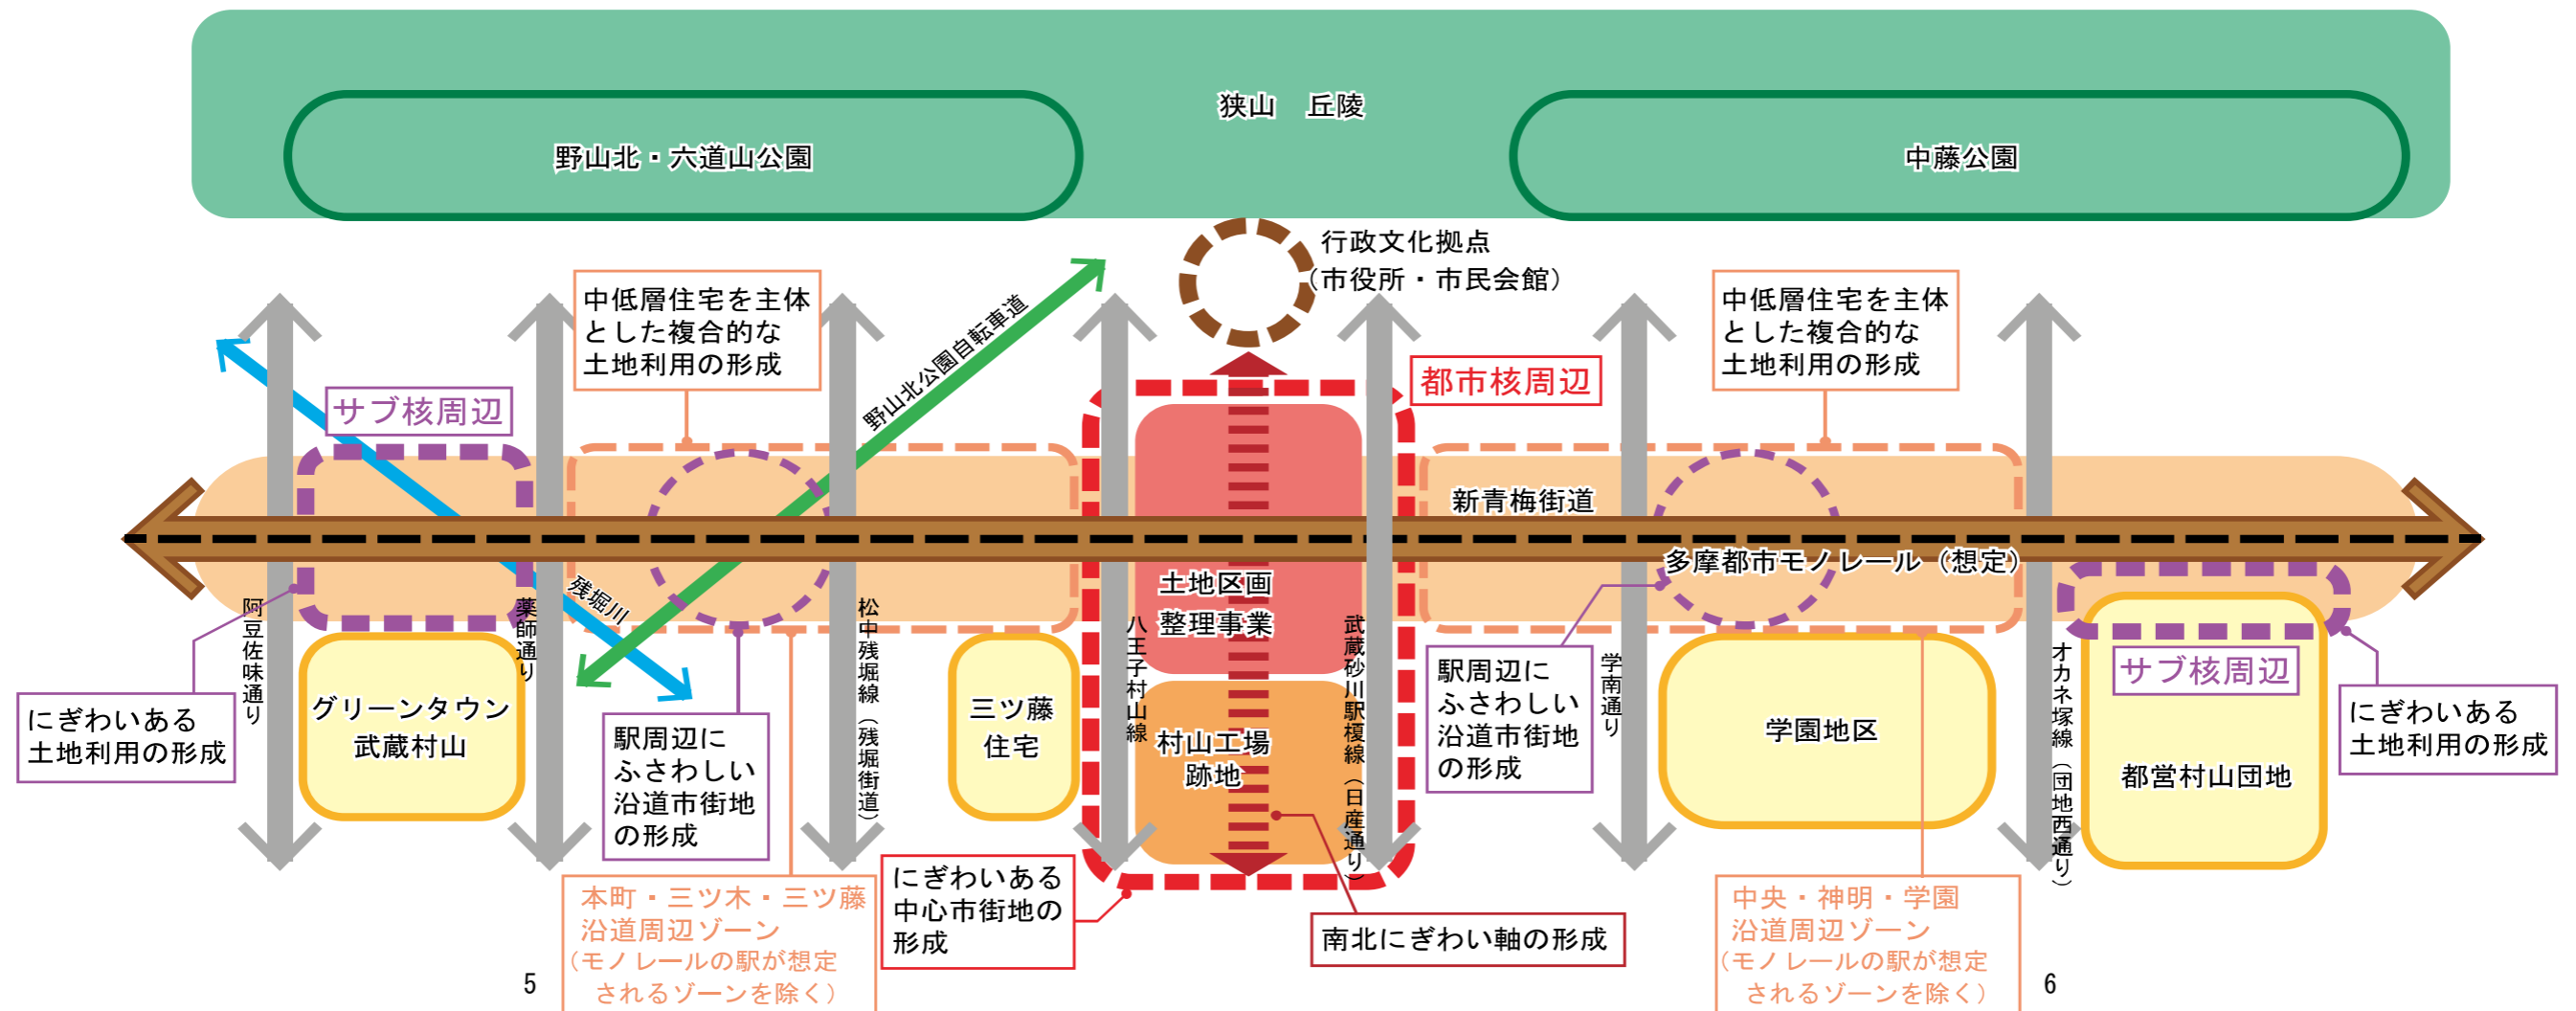 狭山　丘陵
野山北・六道山公園
中藤公園
行政文化拠点
（市役所・市民会館）
中低層住宅を主体
とした複合的な
土地利用の形成
野山北公園自転車道
中低層住宅を主体
とした複合的な
土地利用の形成
サブ核周辺
都市核周辺
新青梅街道
多摩都市モノレール（想定）
土地区画
整理事業
残堀川
阿豆佐味通り
薬師通り
松中残堀線（残堀街道）
八王子村山線
武蔵砂川駅榎線（日産通り）
学南通り
オカネ塚線（団地西通り）
にぎわいある
土地利用の形成
グリーンタウン
武蔵村山
駅周辺に
ふさわしい
沿道市街地
の形成
三ツ藤
住宅
村山工場
跡地
駅周辺に
ふさわしい
沿道市街地
の形成
学園地区
サブ核周辺
都営村山団地
にぎわいある
土地利用の形成
本町・三ツ木・三ツ藤
沿道周辺ゾーン
（モノレールの駅が想定
されるゾーンを除く）
にぎわいある
中心市街地の
形成
南北にぎわい軸の形成
中央・神明・学園
沿道周辺ゾーン
（モノレールの駅が想定
されるゾーンを除く）
5
6